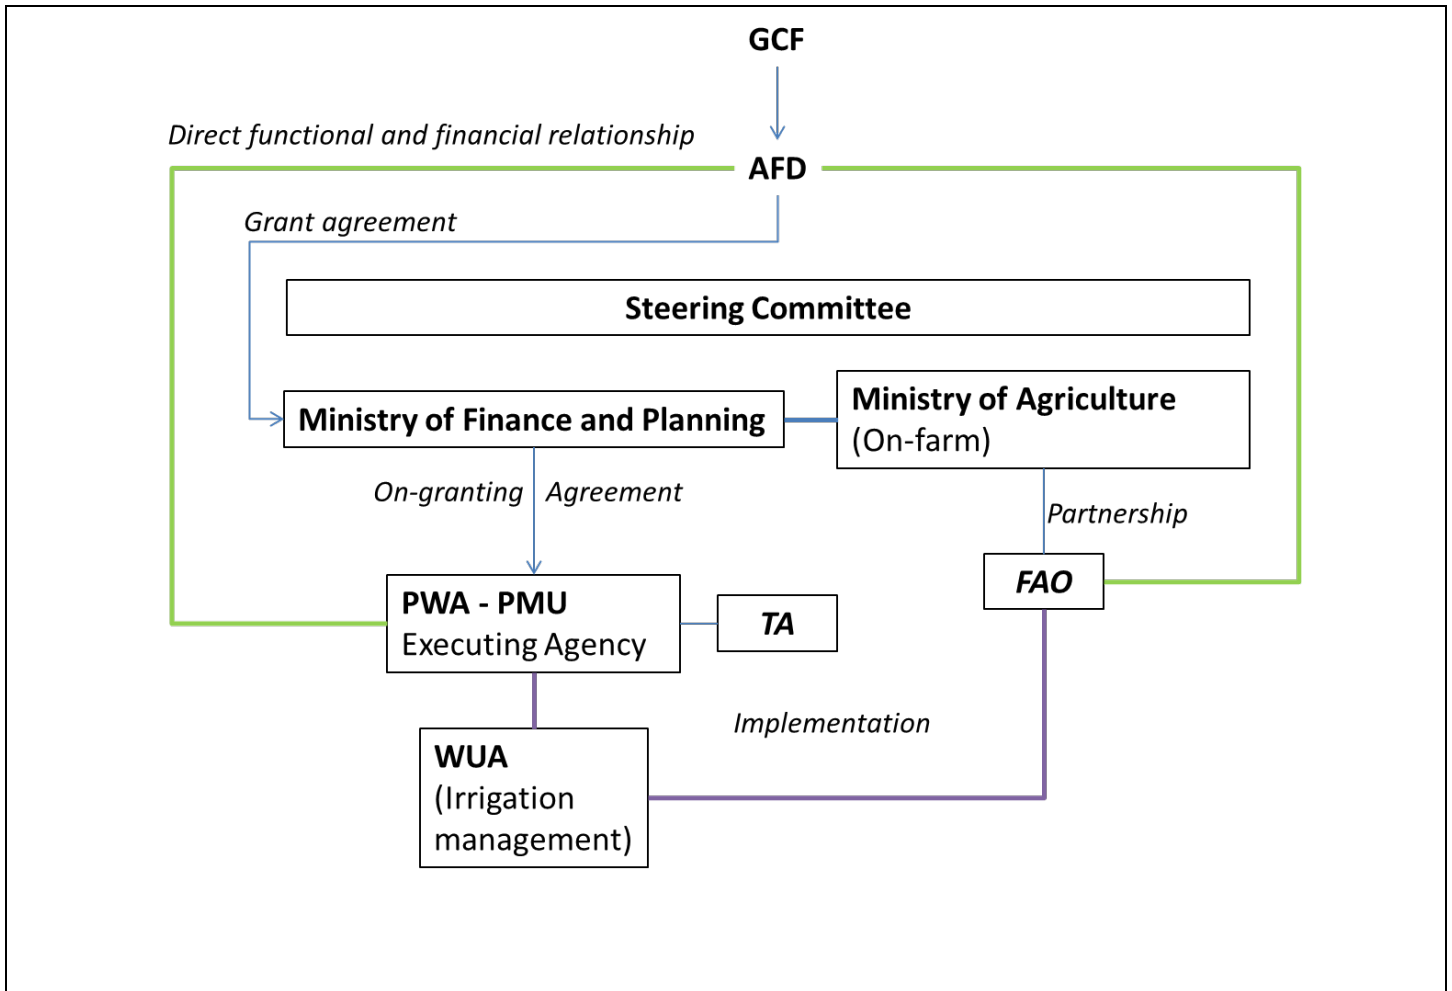 GCF
Direct functional and financial relationship
AFD
Grant agreement
Steering Committee
Ministry of Finance and Planning
Ministry of Agriculture
(On-farm)
On-granting Agreement
Partnership
FAO
PWA - PMU
Executing Agency
TA
Implementation
WUA
(Irrigation
management)